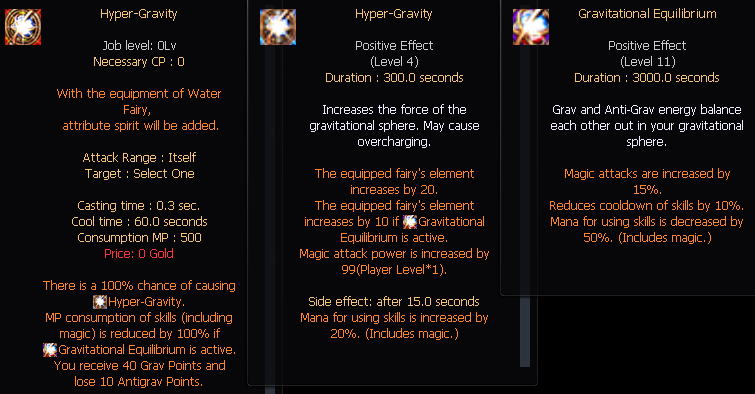 Hyper-Gravity
Job level: 0Lv
Necessary CP : 0
With the equipment of Water
Fairy,
attribute spirit will be added.
Attack Range : Itself
Target : Select One
Casting time : 0.3 sec.
Cool time : 60.0 seconds
Consumption MP : 500
Price: 0 Gold
There is a 100% chance of causing
Hyper-Gravity.
MP consumption of skills (including
magic) is reduced by 100% if
Gravitational Equilibrium is active.
You receive 40 Grav Points and
lose 10 Antigrav Points.
Hyper-Gravity
Positive Effect
(Level 4)
Duration : 300.0 seconds
Increases the force of the
gravitational sphere. May cause
overcharging.
The equipped fairy's element
increases by 20.
The equipped fairy's element
increases by 10 if Gravitational
Equilibrium is active.
Magic attack power is increased by
99(Player Level*1).
Side effect: after 15.0 seconds
Mana for using skills is increased by
20%. (Includes magic.)
Gravitational Equilibrium
Positive Effect
(Level 11)
Duration : 3000.0 seconds
Grav and Anti-Grav energy balance
each other out in your gravitational
sphere.
Magic attacks are increased by
15%.
Reduces cooldown of skills by 10%.
Mana for using skills is decreased by
50%. (Includes magic.)